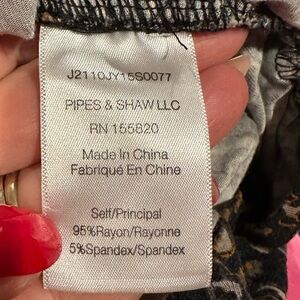 J2110JY15S0077
PIPES & SHAW LLC
RN 155820
Made In China
Fabriqué En Chine
Self/Principal
95%Rayon/Rayonne
5%Spandex/Spandex